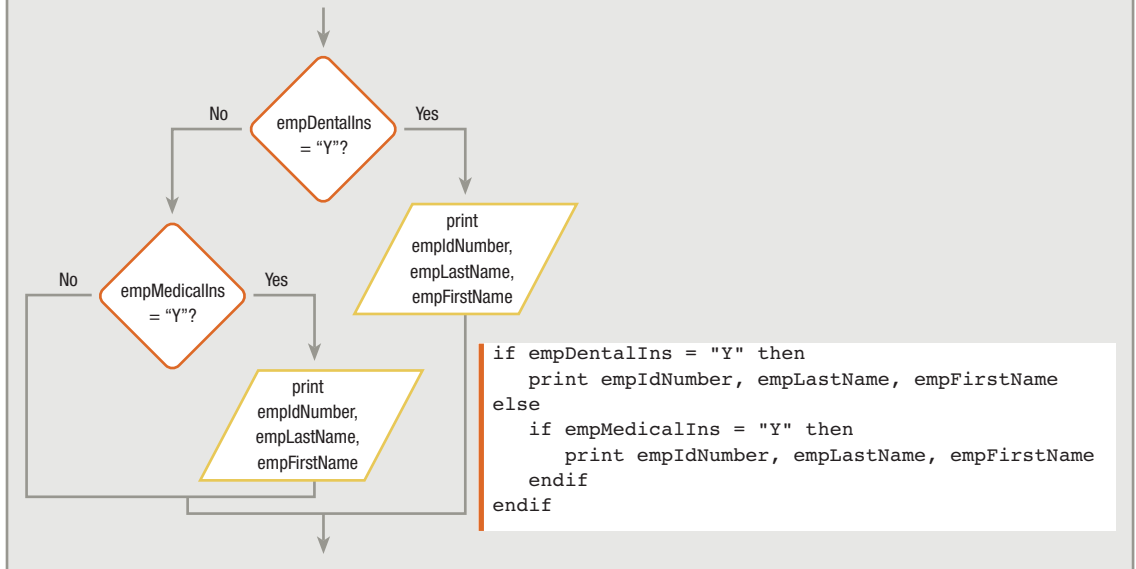 No
empDentalIns
= “Y”?
Yes
print
empIdNumber,
empLastName,
empFirstName
No
empMedicalIns
= “Y”?
Yes
print
empIdNumber,
empLastName,
empFirstName
if empDentalIns = "Y" then
print empIdNumber, empLastName, empFirstName
else
if empMedicalIns = "Y" then
print empIdNumber, empLastName, empFirstName
endif
endif